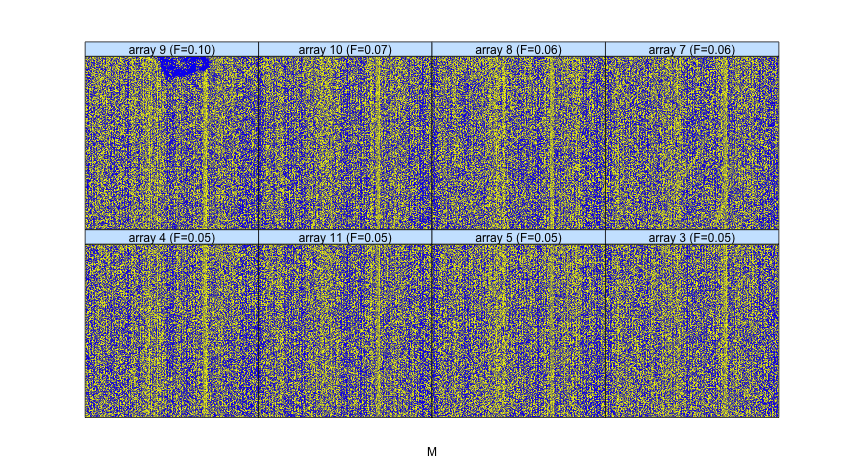 array 9 (F=0.10) array 10 (F=0.07) array 8 (F=0.06) array 7 (F=0.06)
array 4 (F=0.05) array 11 (F=0.05) array 5 (F=0.05) array 3 (F=0.05)
M